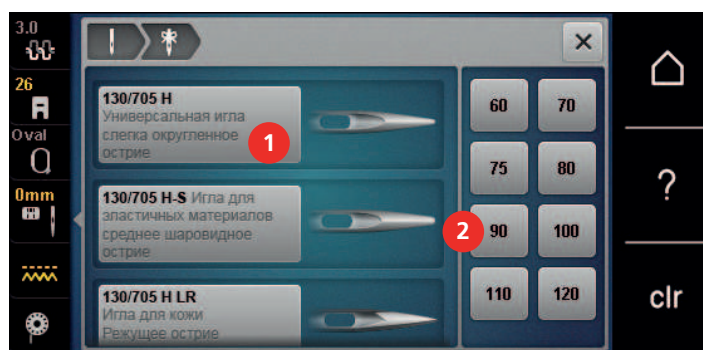 3.0
26
Oval
0mm
130/705 H
Универсальная игла
слегка округленное
острие
1
130/705 H-S Игла для
эластичных материалов
среднее шаровидное
острие
130/705 H LR
Игла для кожи
Режущее острие
60 70
75 80
2
90 100
110 120
?
clr